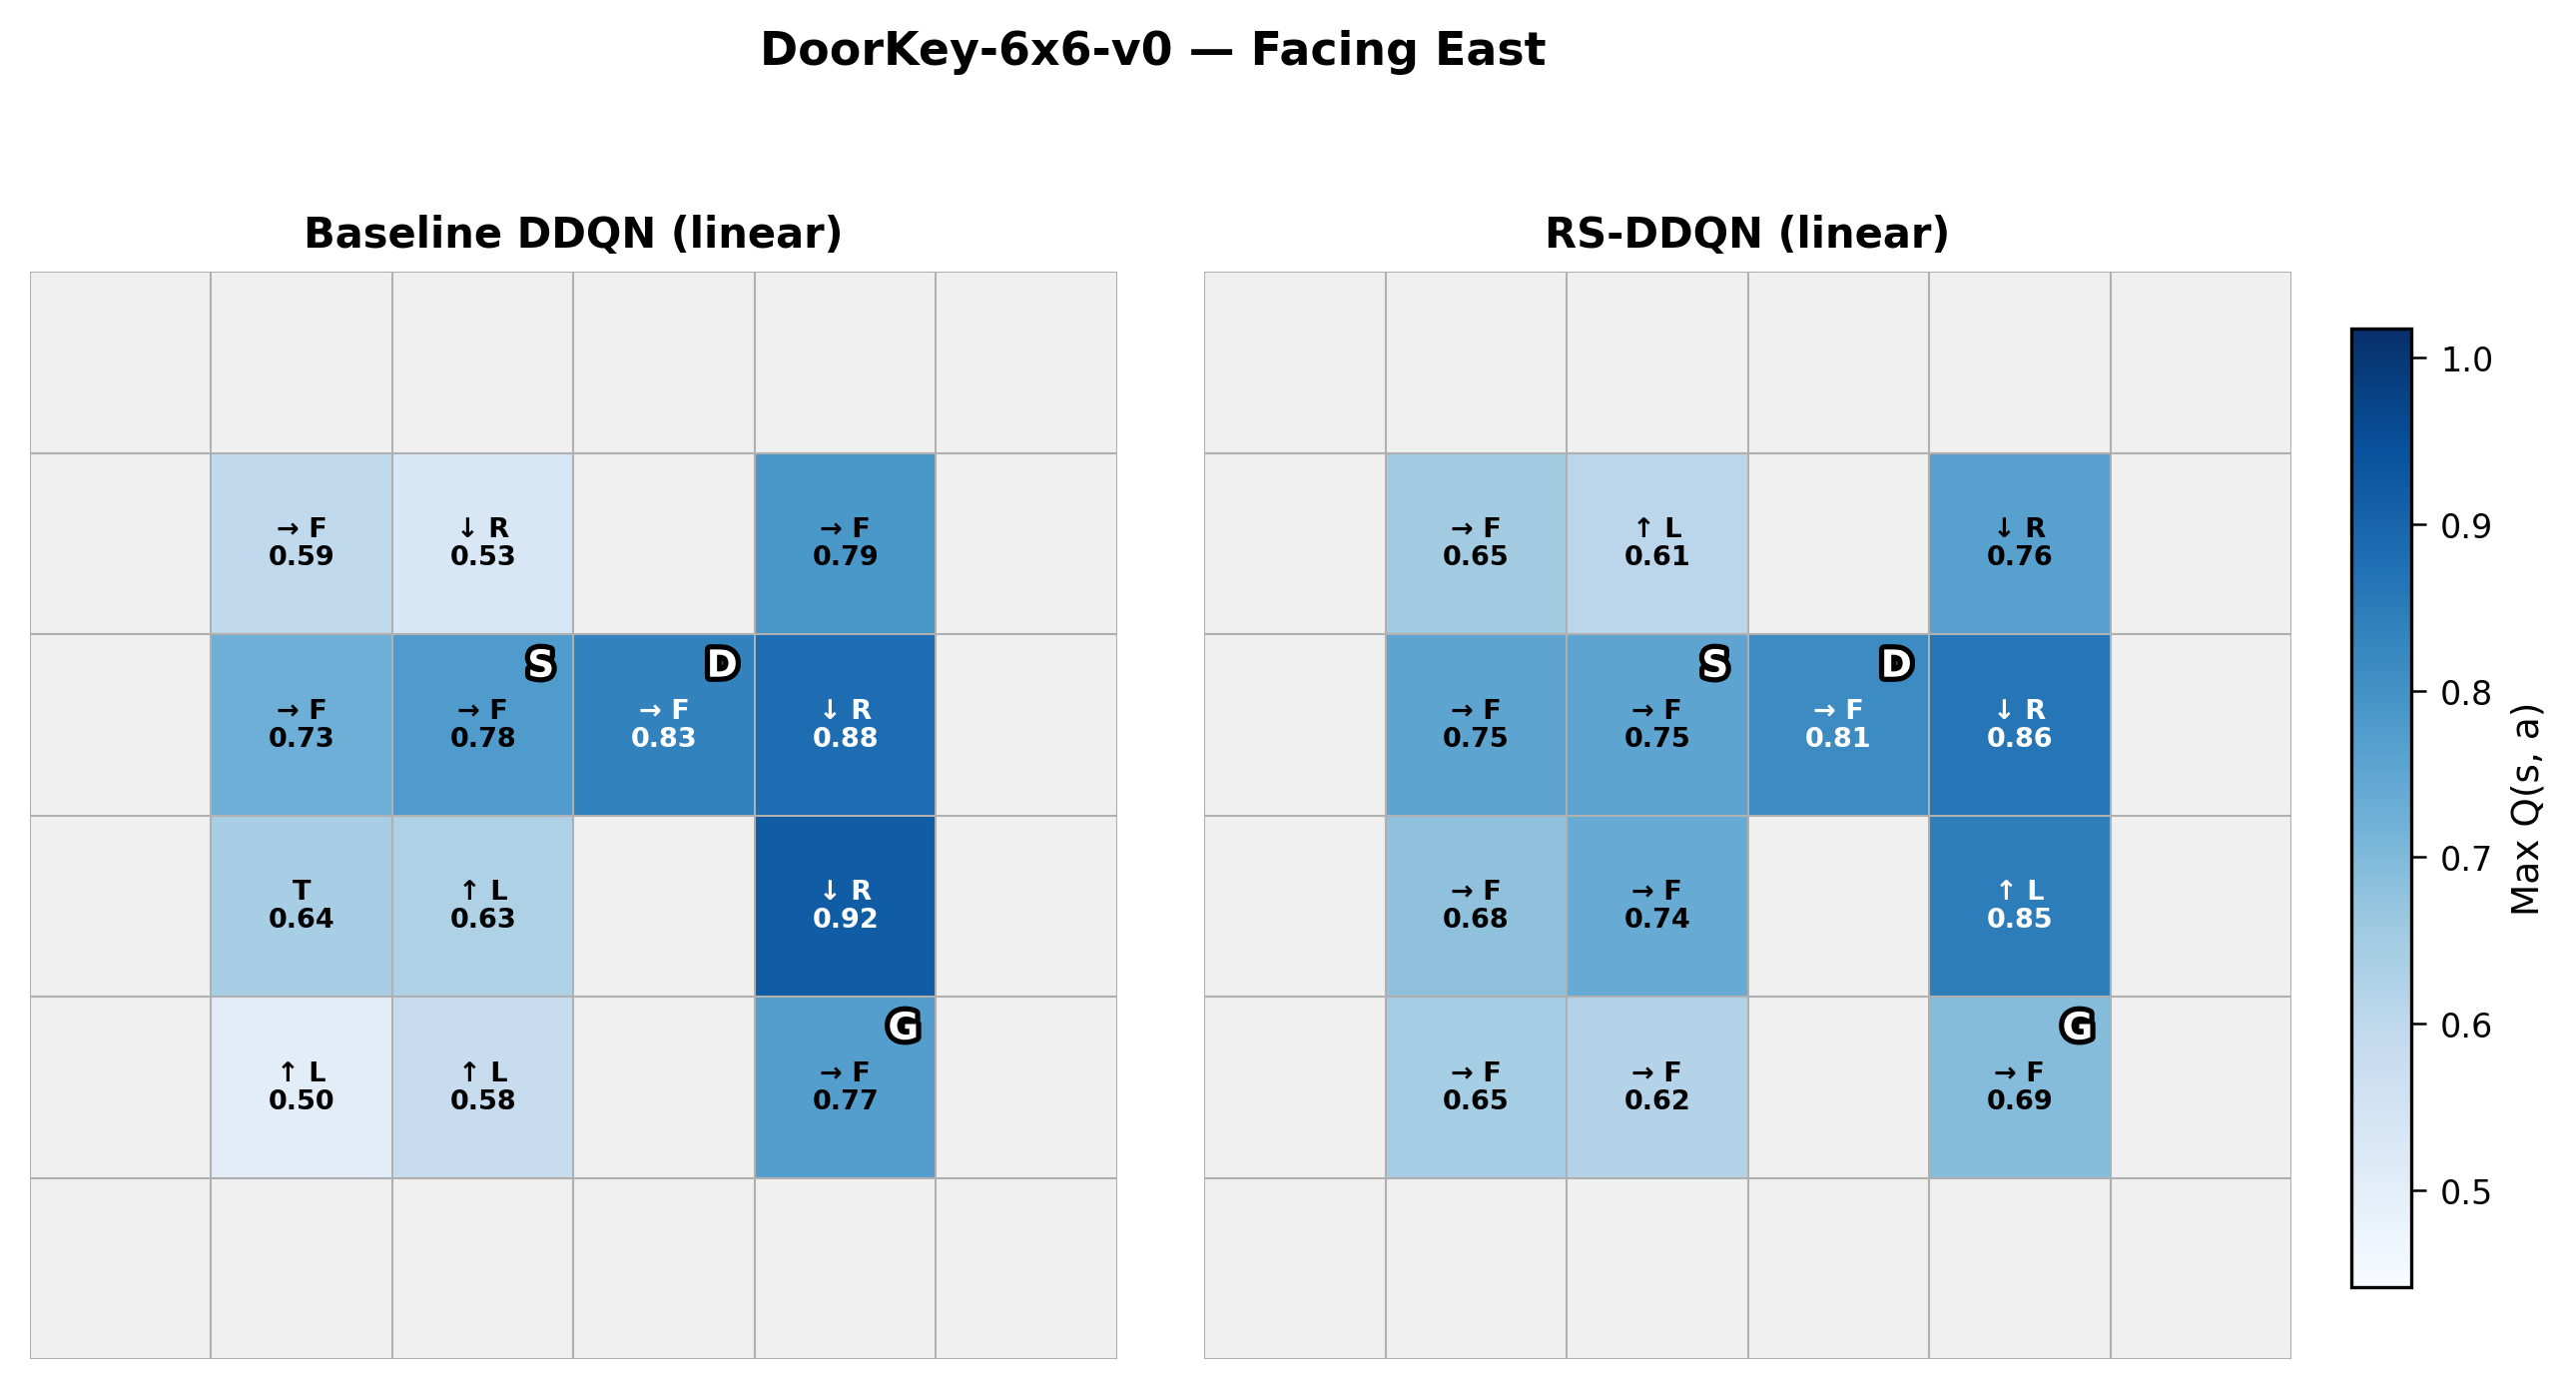 DoorKey-6x6-v0 — Facing East
Baseline DDQN (linear)
→ F
0.59
↓ R
0.53
→ F
0.79
→ F
0.73
S
→ F
0.78
D
→ F
0.83
↓ R
0.88
T
0.64
↑ L
0.63
↓ R
0.92
↑ L
0.50
↑ L
0.58
G
→ F
0.77
RS-DDQN (linear)
→ F
0.65
↑ L
0.61
↓ R
0.76
→ F
0.75
S
→ F
0.75
D
→ F
0.81
↓ R
0.86
→ F
0.68
→ F
0.74
↑ L
0.85
→ F
0.65
→ F
0.62
G
→ F
0.69
1.0
0.9
0.8
0.7
0.6
0.5
Max Q(s, a)